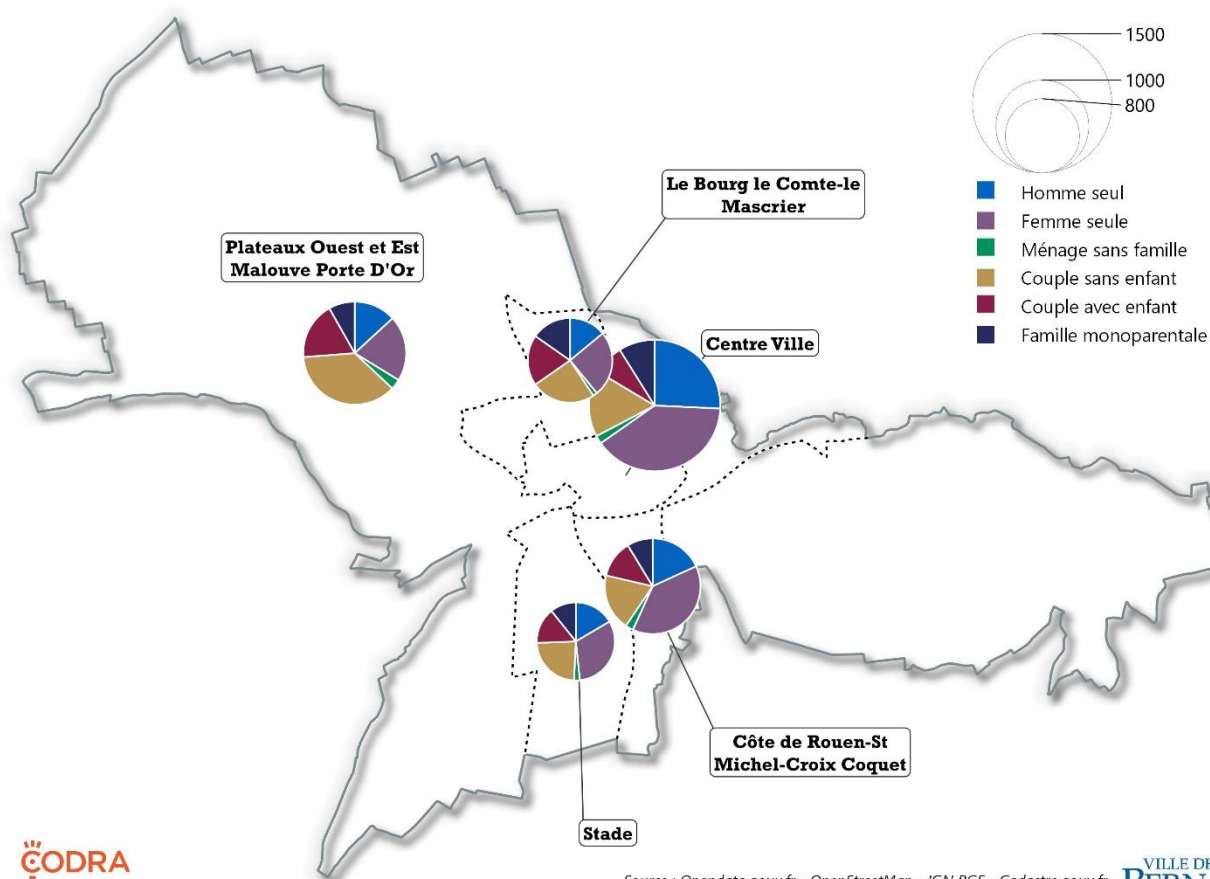 1500
1000
800
Homme seul
Femme seule
Ménage sans famille
Couple sans enfant
Couple avec enfant
Famille monoparentale
Le Bourg le Comte-le
Mascrier
Plateaux Ouest et Est
Malouve Porte D'Or
Centre Ville
Côte de Rouen-St
Michel-Croix Coquet
Stade
CODRA
VILLE DE